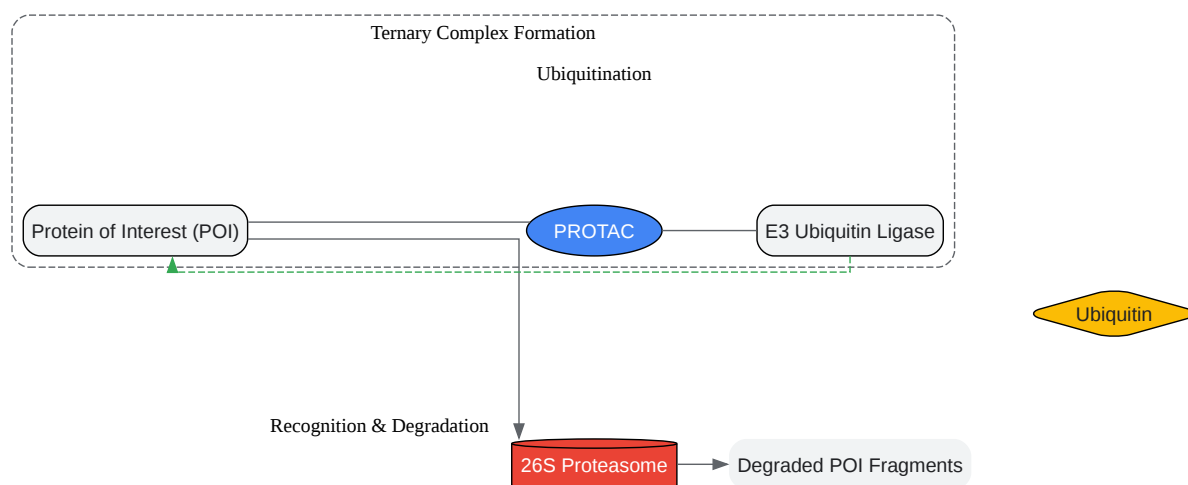 Ternary Complex Formation
Ubiquitination
Protein of Interest (POI)
PROTAC
E3 Ubiquitin Ligase
Ubiquitin
Recognition & Degradation
26S Proteasome
Degraded POI Fragments